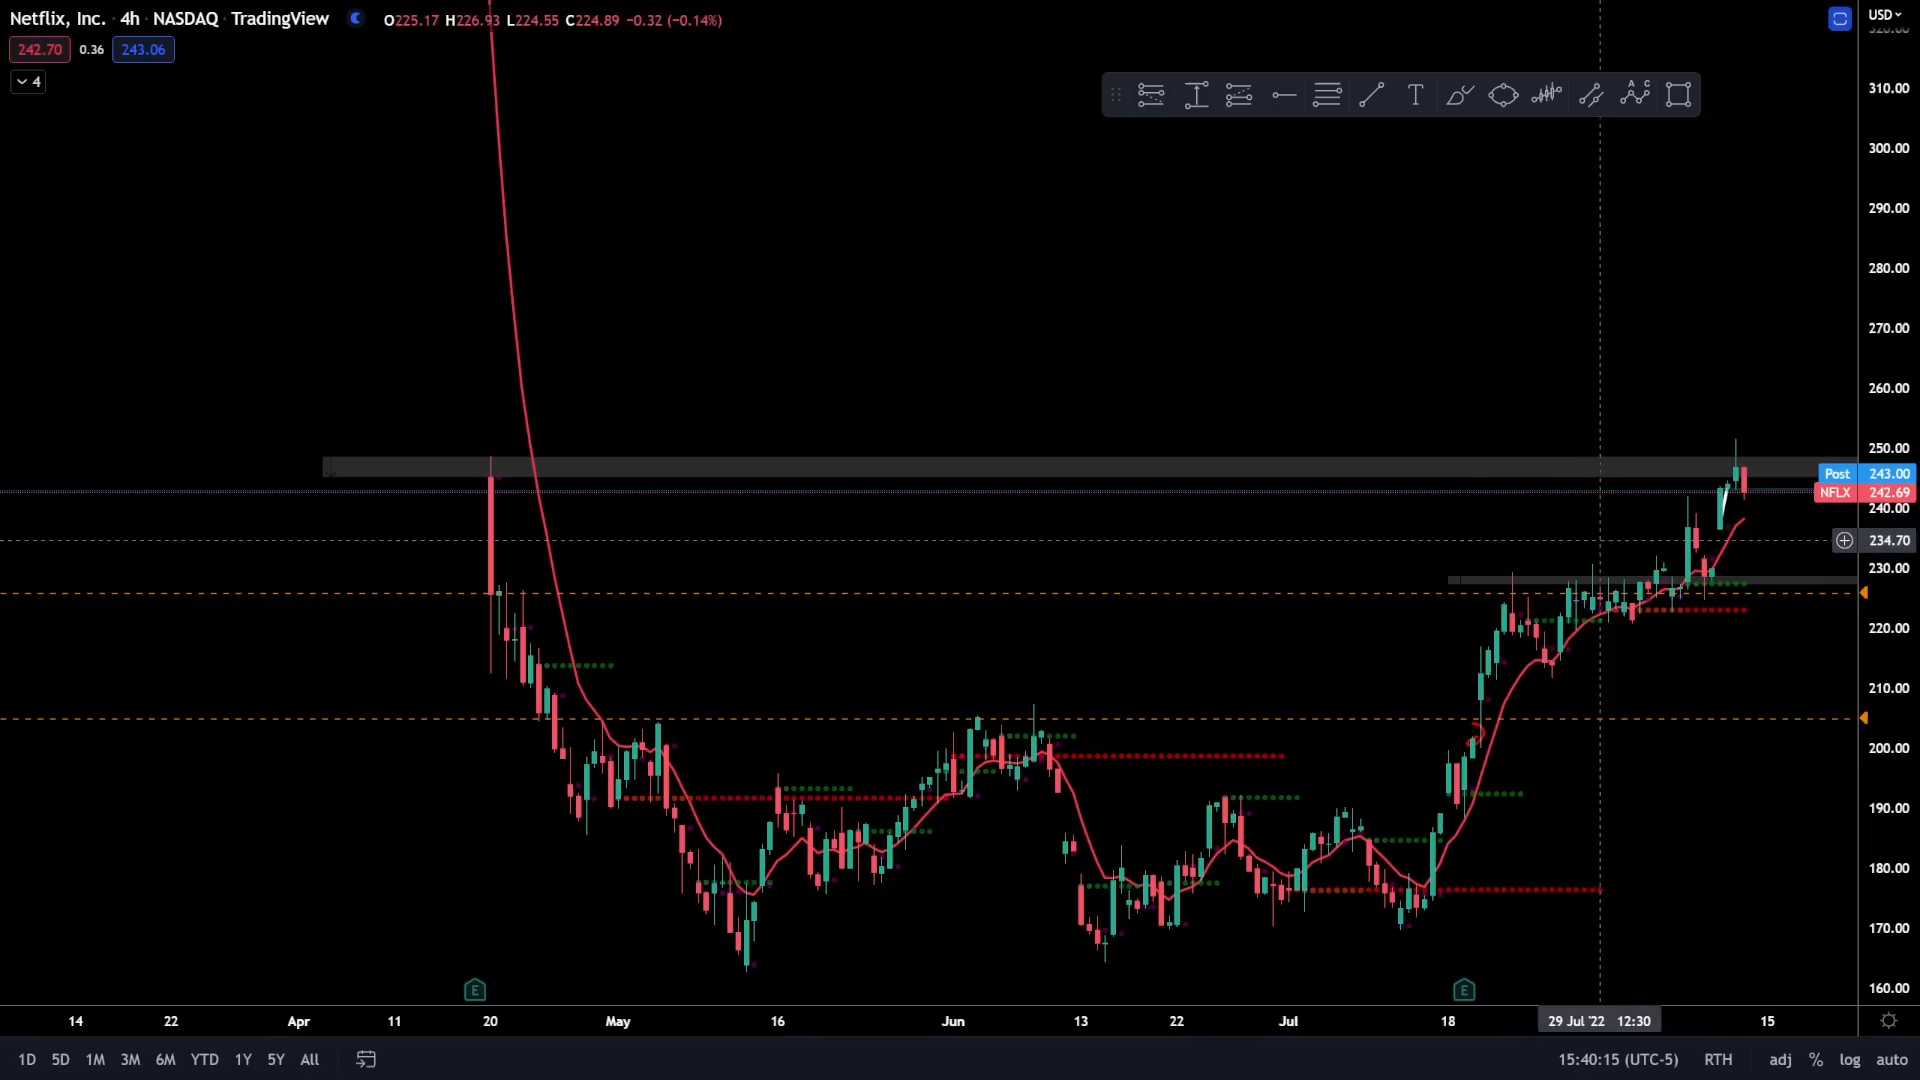 Netflix, Inc. · 4h · NASDAQ · TradingView O225.17 H226.93 L224.55 C224.89 −0.32 (−0.14%)
242.70 0.36 243.06
4
USD
320.00
310.00
300.00
290.00
280.00
270.00
260.00
250.00
Post 243.00
NFLX 242.69
240.00
234.70
230.00
220.00
210.00
200.00
190.00
180.00
170.00
160.00
T
A C
E
E
14 22 Apr 11 20 May 16 Jun 13 22 Jul 18 29 Jul '22 12:30 15
1D 5D 1M 3M 6M YTD 1Y 5Y All 15:40:15 (UTC-5) RTH adj % log auto